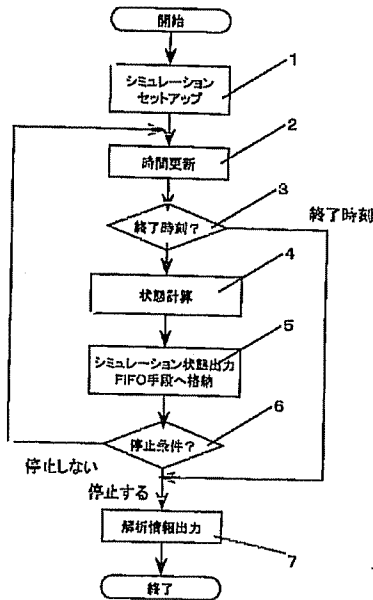 開始
1
シミュレーション
セットアップ
2
時間更新
3
終了時刻?
終了時刻
4
状態計算
5
シミュレーション状態出力
FIFO手段へ格納
6
停止条件?
停止しない
停止する
解析情報出力
7
終了